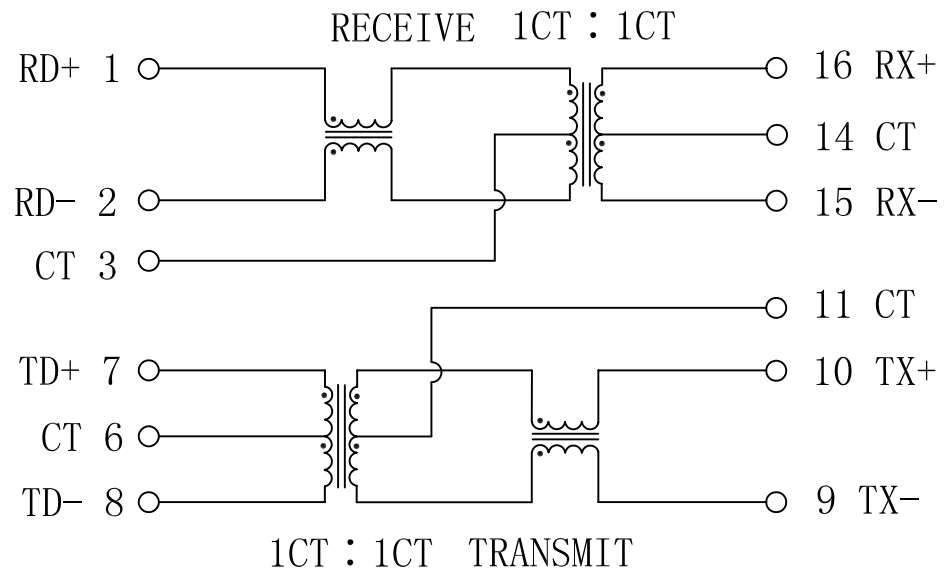 RECEIVE 1CT : 1CT
RD+ 1
16 RX+
14 CT
RD- 2
15 RX-
CT 3
11 CT
TD+ 7
10 TX+
CT 6
TD- 8
9 TX-
1CT : 1CT TRANSMIT